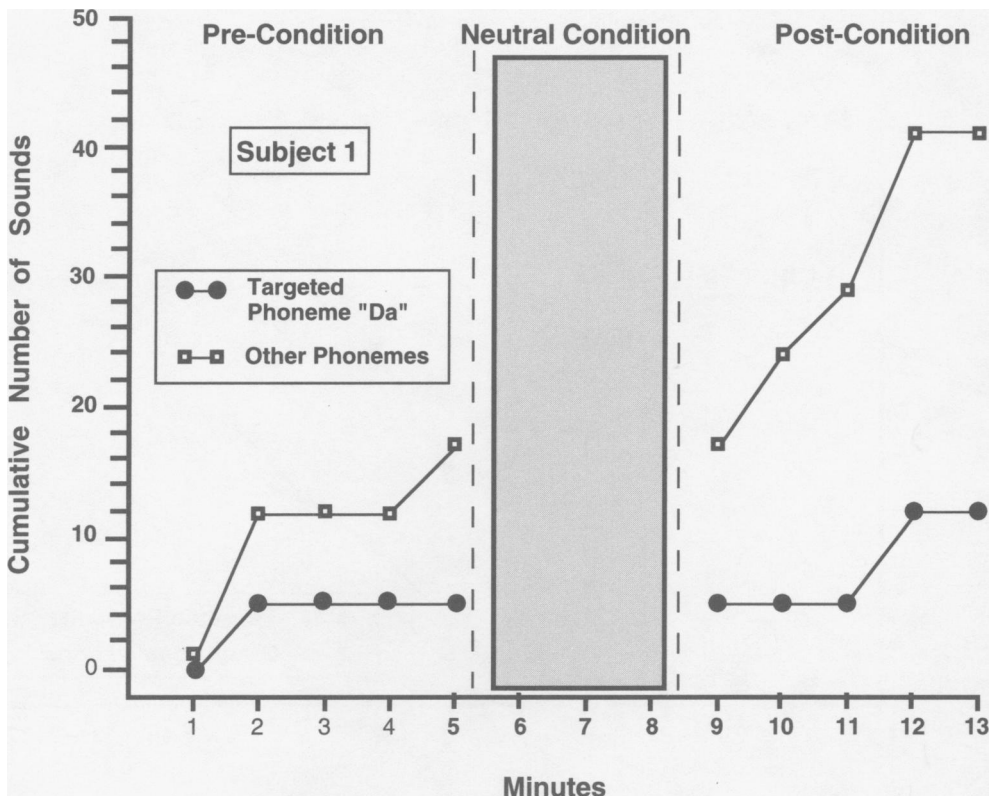 Pre-Condition Neutral Condition Post-Condition
Subject 1
Targeted
Phoneme "Da"
Other Phonemes
Cumulative Number of Sounds
50
40
30
20
10
0
1 2 3 4 5 6 7 8 9 10 11 12 13
Minutes